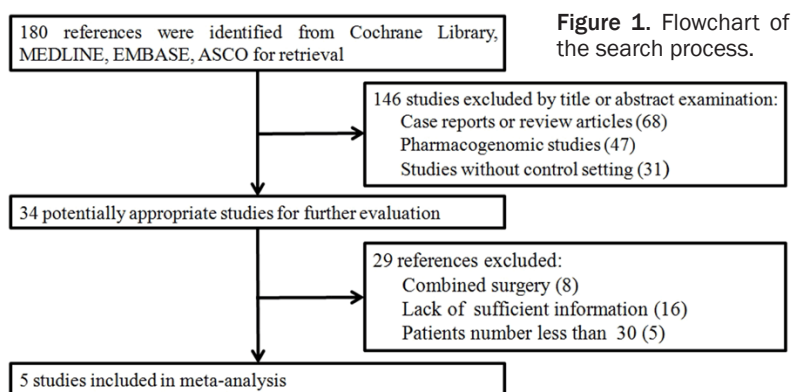 180 references were identified from Cochrane Library,
MEDLINE, EMBASE, ASCO for retrieval
Figure 1. Flowchart of
the search process.
146 studies excluded by title or abstract examination:
Case reports or review articles (68)
Pharmacogenomic studies (47)
Studies without control setting (31)
34 potentially appropriate studies for further evaluation
29 references excluded:
Combined surgery (8)
Lack of sufficient information (16)
Patients number less than 30 (5)
5 studies included in meta-analysis